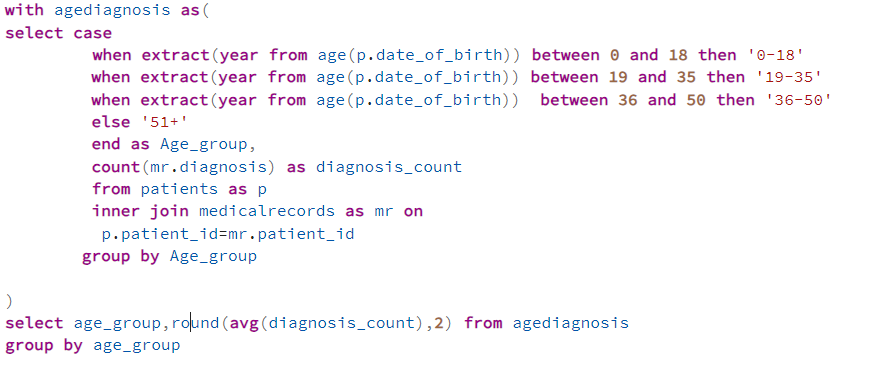 with agediagnosis as(
select case
when extract(year from age(p.date_of_birth)) between 0 and 18 then '0-18'
when extract(year from age(p.date_of_birth)) between 19 and 35 then '19-35'
when extract(year from age(p.date_of_birth))  between 36 and 50 then '36-50'
else '51+'
end as Age_group,
count(mr.diagnosis) as diagnosis_count
from patients as p
inner join medicalrecords as mr on
p.patient_id=mr.patient_id
group by Age_group
)
select age_group,round(avg(diagnosis_count),2) from agediagnosis
group by age_group